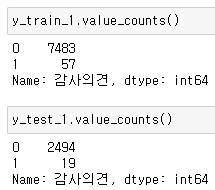 y_train_1.value_counts()
0    7483
1      57
Name: 감사의견, dtype: int64
y_test_1.value_counts()
0    2494
1      19
Name: 감사의견, dtype: int64